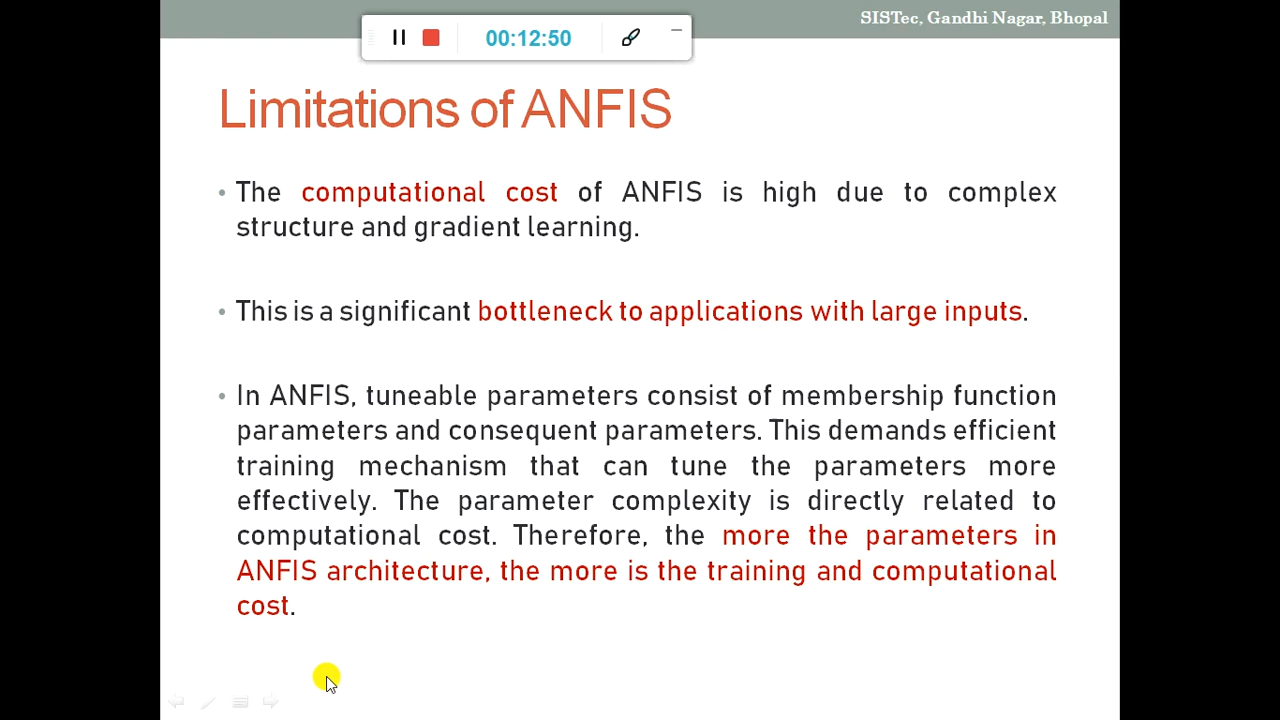 SISTec, Gandhi Nagar, Bhopal
00:12:50
Limitations of ANFIS
• The computational cost of ANFIS is high due to complex
structure and gradient learning.
• This is a significant bottleneck to applications with large inputs.
• In ANFIS, tuneable parameters consist of membership function
parameters and consequent parameters. This demands efficient
training mechanism that can tune the parameters more
effectively. The parameter complexity is directly related to
computational cost. Therefore, the more the parameters in
ANFIS architecture, the more is the training and computational
cost.